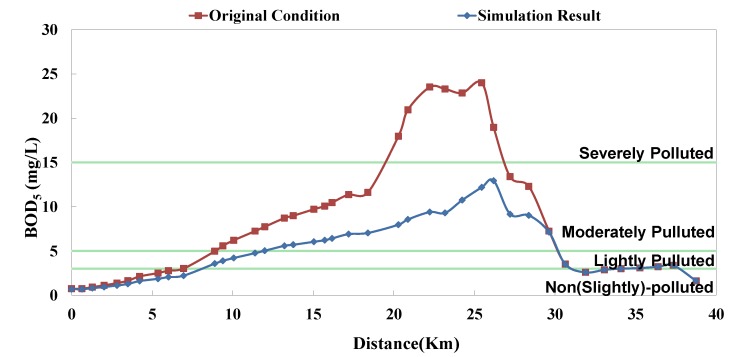 Original Condition Simulation Result
30
25
20
15
10
5
0
BOD5 (mg/L)
Severely Polluted
Moderately Pulluted
Lightly Pulluted
Non(Slightly)-polluted
0 5 10 15 20 25 30 35 40
Distance(Km)